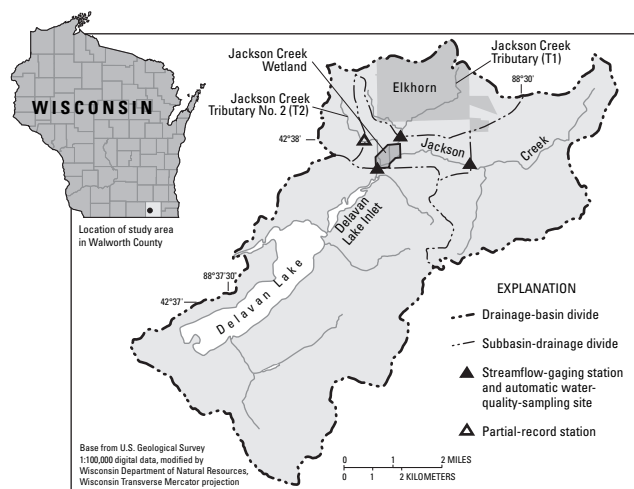 WISCONSIN
Location of study area
in Walworth County
Jackson Creek
Wetland
Jackson Creek
Tributary No. 2 (T2)
Jackson Creek
Tributary (T1)
Elkhorn
88°30'
42°38'
Jackson
Creek
Delavan
Lake Inlet
88°37'30"
42°37'
Delavan Lake
EXPLANATION
Drainage-basin divide
Subbasin-drainage divide
Streamflow-gaging station
and automatic water-
quality-sampling site
Partial-record station
Base from U.S. Geological Survey
1:100,000 digital data, modified by
Wisconsin Department of Natural Resources,
Wisconsin Transverse Mercator projection
0 1 2 MILES
0 1 2 KILOMETERS